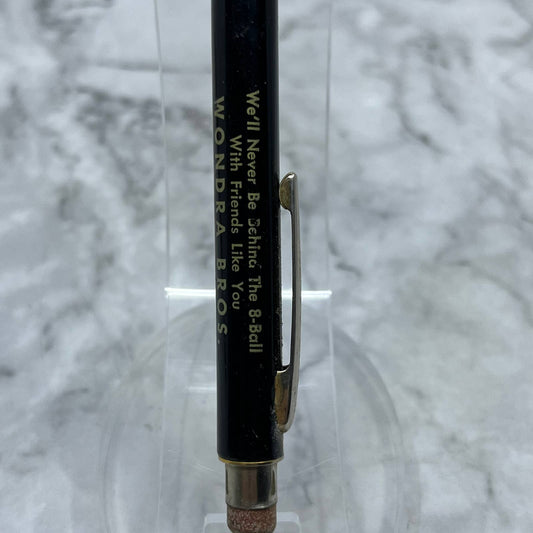 We'll Never Be Behind The 8-Ball
With Friends Like You
WONDRA BROS.